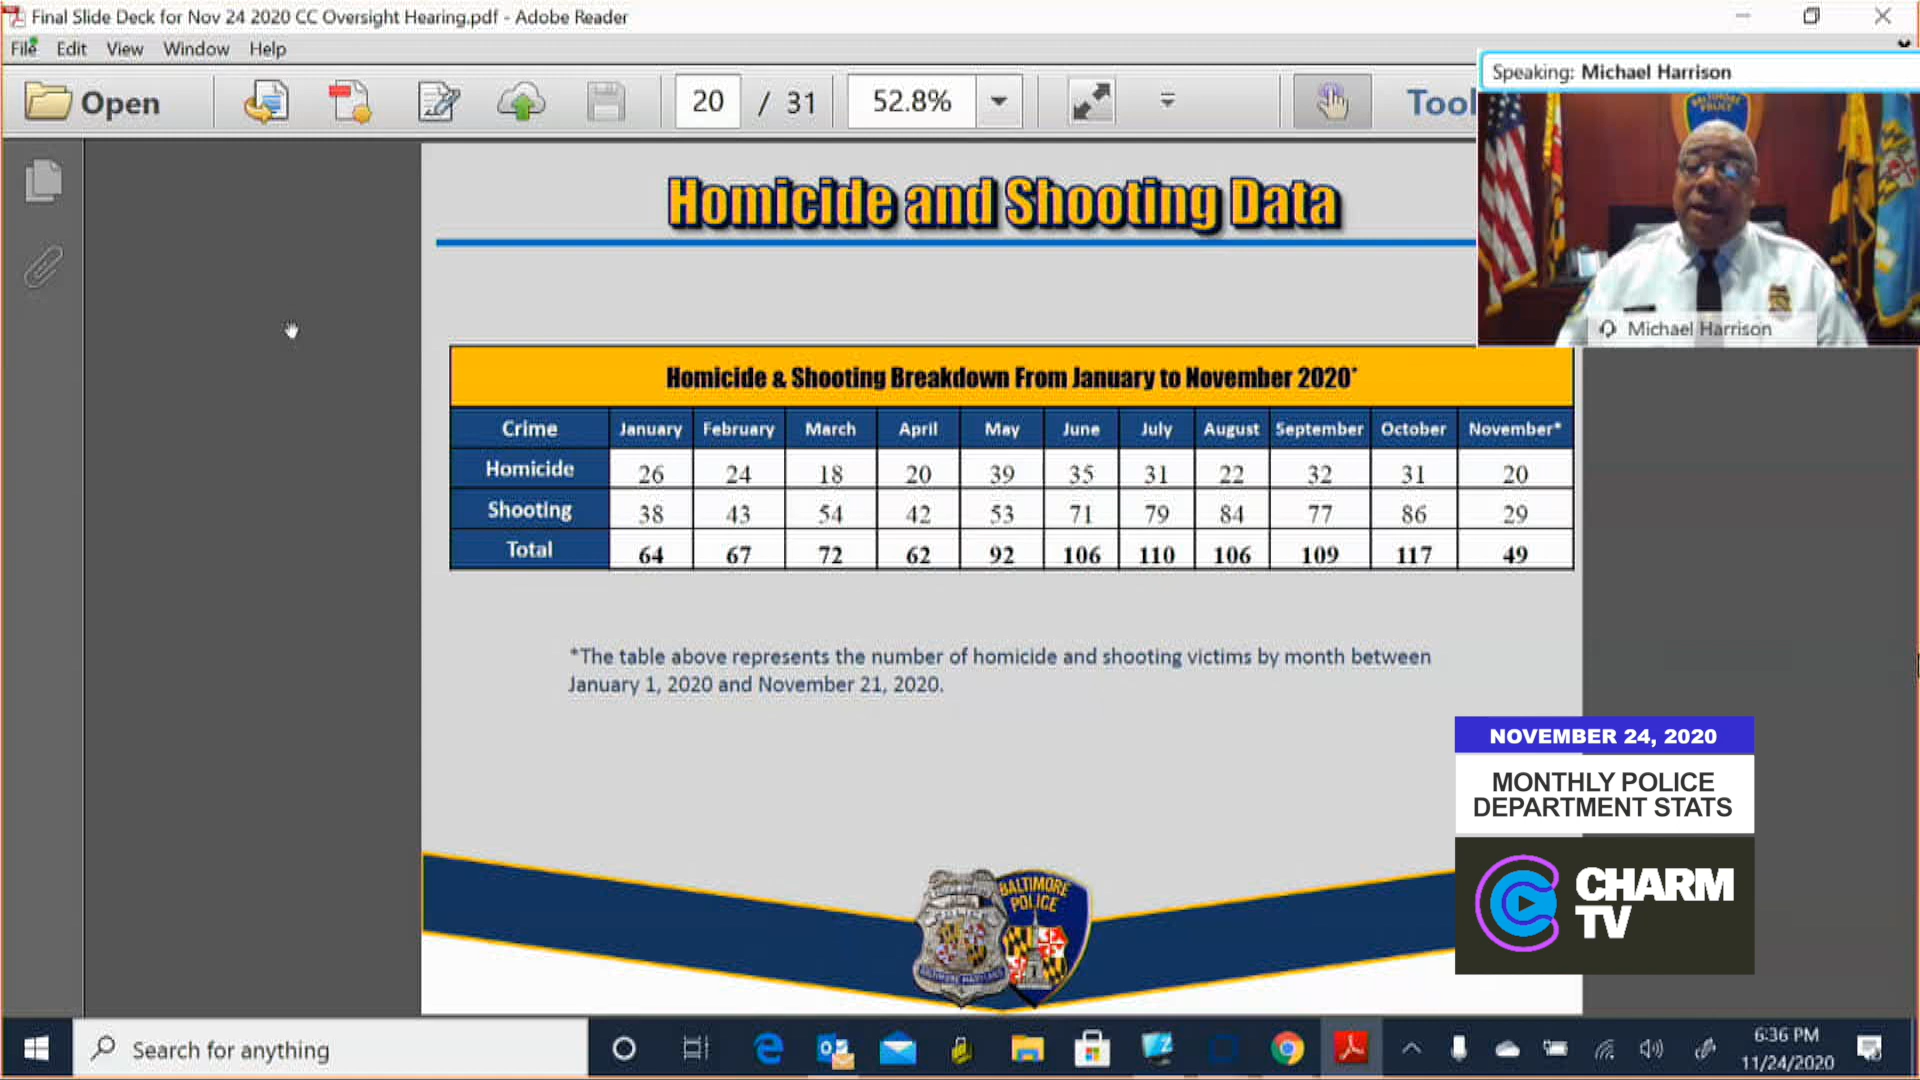 Final Slide Deck for Nov 24 2020 CC Oversight Hearing.pdf - Adobe Reader
File Edit View Window Help
Open 20 / 31 52.8% Tool
Speaking: Michael Harrison
BALTIMORE
POLICE
Michael Harrison
Homicide and Shooting Data
Homicide & Shooting Breakdown From January to November 2020*
Crime January February March April May June July August September October November*
Homicide 26 24 18 20 39 35 31 22 32 31 20
Shooting 38 43 54 42 53 71 79 84 77 86 29
Total 64 67 72 62 92 106 110 106 109 117 49
*The table above represents the number of homicide and shooting victims by month between
January 1, 2020 and November 21, 2020.
NOVEMBER 24, 2020
MONTHLY POLICE
DEPARTMENT STATS
CHARM
TV
BALTIMORE
POLICE
Search for anything
6:36 PM
11/24/2020